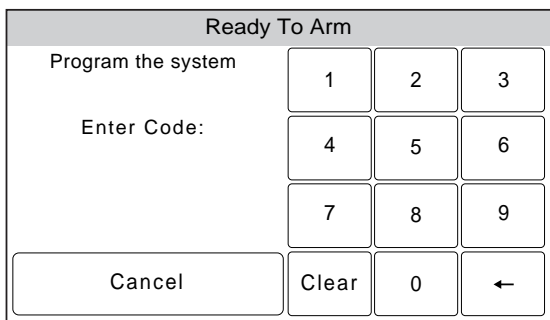 Ready To Arm
Program the system
Enter Code:
1 2 3
4 5 6
7 8 9
Cancel Clear 0 ←